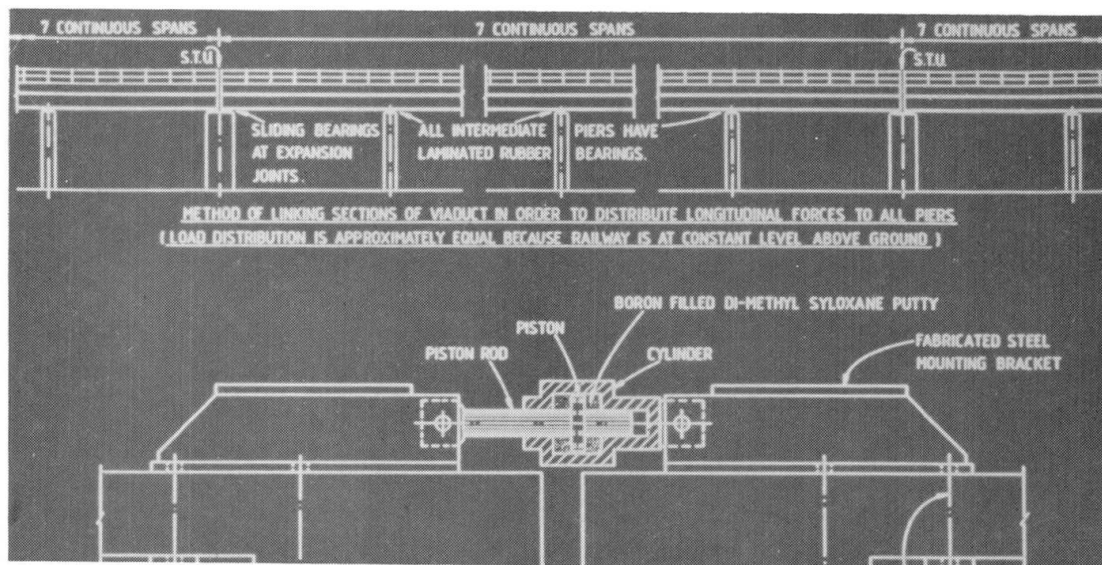 7 CONTINUOUS SPANS
7 CONTINUOUS SPANS
7 CONTINUOUS SPANS
S.T.U.
S.T.U.
SLIDING BEARINGS
AT EXPANSION
JOINTS.
ALL INTERMEDIATE
LAMINATED RUBBER
PIERS HAVE
BEARINGS.
METHOD OF LINKING SECTIONS OF VIADUCT IN ORDER TO DISTRIBUTE LONGITUDINAL FORCES TO ALL PIERS
(LOAD DISTRIBUTION IS APPROXIMATELY EQUAL BECAUSE RAILWAY IS AT CONSTANT LEVEL ABOVE GROUND)
BORON FILLED DI-METHYL SYLOXANE PUTTY
PISTON
PISTON ROD
CYLINDER
FABRICATED STEEL
MOUNTING BRACKET